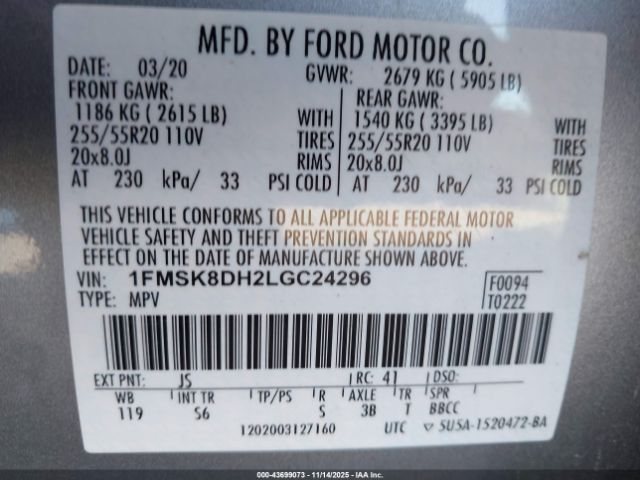 MFD. BY FORD MOTOR CO.
DATE: 03/20 GVWR: 2679 KG ( 5905 LB)
FRONT GAWR: REAR GAWR:
1186 KG ( 2615 LB) WITH 1540 KG ( 3395 LB) WITH
255/55R20 110V TIRES 255/55R20 110V TIRES
20x8.0J RIMS 20x8.0J RIMS
AT 230 kPa/ 33 PSI COLD AT 230 kPa/ 33 PSI COLD
THIS VEHICLE CONFORMS TO ALL APPLICABLE FEDERAL MOTOR
VEHICLE SAFETY AND THEFT PREVENTION STANDARDS IN
EFFECT ON THE DATE OF MANUFACTURE SHOWN ABOVE.
VIN: 1FMSK8DH2LGC24296 F0094
TYPE: MPV T0222
EXT PNT: JS RC: 41 DSO:
WB INT TR TP/PS R AXLE TR SPR
119 S6 S 3B T BBCC
1202003127160 UTC ▽ SU5A-1520472-BA
000-43699073 - 11/14/2025 - IAAI.COM